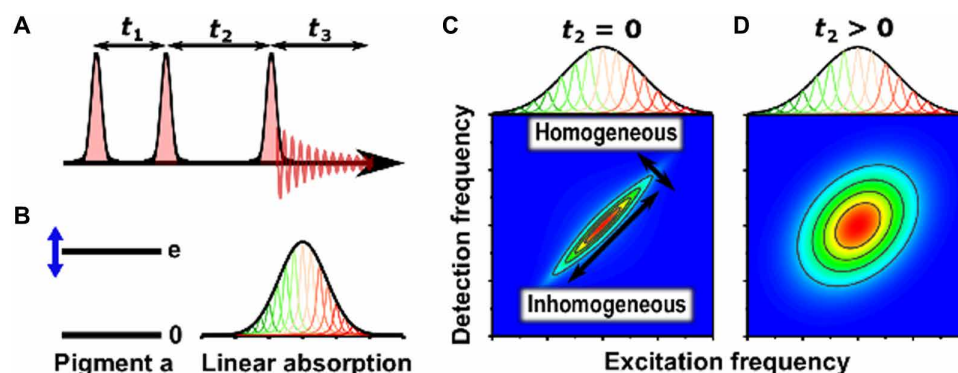 A
t₁
t₂
t₃
B
e
0
Pigment a
Linear absorption
C
t₂ = 0
Detection frequency
Homogeneous
Inhomogeneous
D
t₂ > 0
Excitation frequency